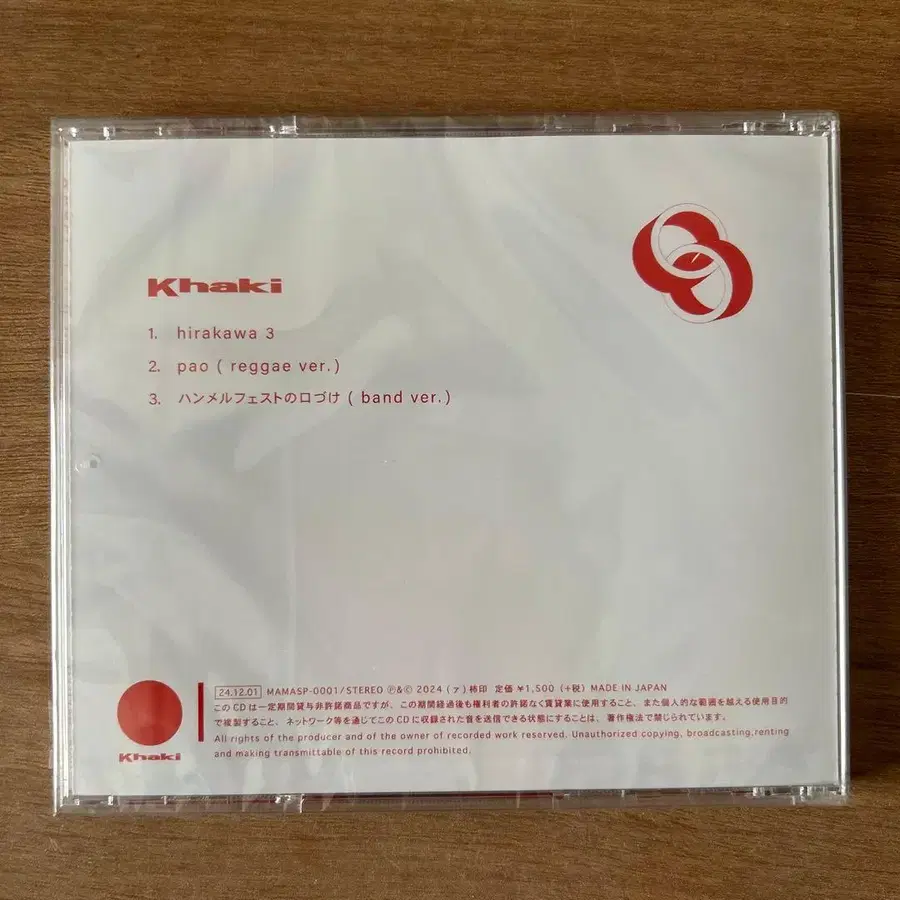 Khaki
1. hirakawa 3
2. pao ( reggae ver.)
3. ハンメルフェストの口づけ ( band ver.)
24.12.01 MAMASP-0001/STEREO Ⓟ&© 2024 (ァ) 柿印 定価 ¥1,500 (+税) MADE IN JAPAN
このCDは一定期間貸与非許諾商品ですが、この期間経過後も権利者の許諾なく賃貸業に使用すること、また個人的な範囲を越える使用目的
で複製すること、ネットワーク等を通じてこのCDに収録された音を送信できる状態にすることは、著作権法で禁じられています。
All rights of the producer and of the owner of recorded work reserved. Unauthorized copying, broadcasting,renting
and making transmittable of this record prohibited.
Khaki